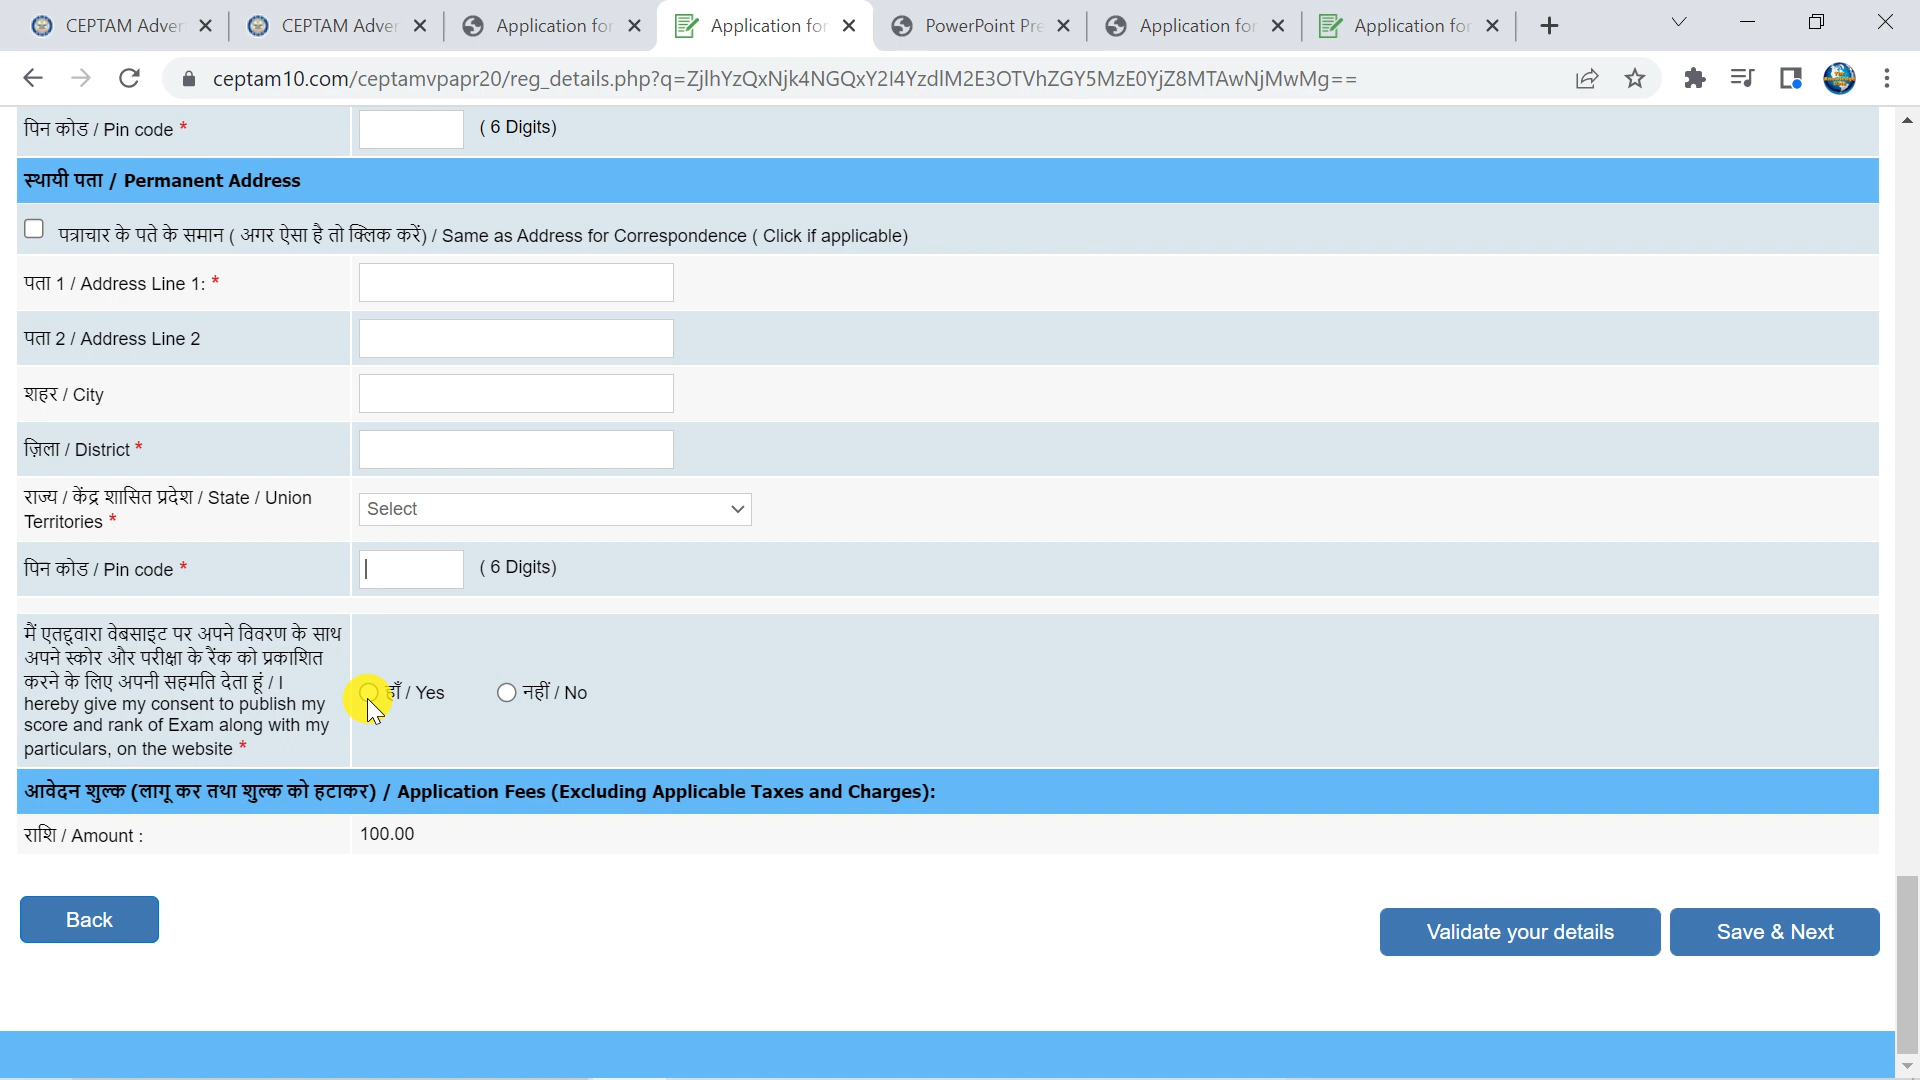 CEPTAM Adver
CEPTAM Adver
Application for
Application for
PowerPoint Pre
Application for
Application for
ceptam10.com/ceptamvpapr20/reg_details.php?q=ZjlhYzQxNjk4NGQxY2I4YzdlM2E3OTVhZGY5MzE0YjZ8MTAwNjMwMg==
पिन कोड / Pin code *
( 6 Digits)
स्थायी पता / Permanent Address
पत्राचार के पते के समान ( अगर ऐसा है तो क्लिक करें) / Same as Address for Correspondence ( Click if applicable)
पता 1 / Address Line 1: *
पता 2 / Address Line 2
शहर / City
ज़िला / District *
राज्य / केंद्र शासित प्रदेश / State / Union
Territories *
Select
पिन कोड / Pin code *
( 6 Digits)
मैं एतद्द्वारा वेबसाइट पर अपने विवरण के साथ
अपने स्कोर और परीक्षा के रैंक को प्रकाशित
करने के लिए अपनी सहमति देता हूं / I
hereby give my consent to publish my
score and rank of Exam along with my
particulars, on the website *
हाँ / Yes
नहीं / No
आवेदन शुल्क (लागू कर तथा शुल्क को हटाकर) / Application Fees (Excluding Applicable Taxes and Charges):
राशि / Amount :
100.00
Back
Validate your details
Save & Next